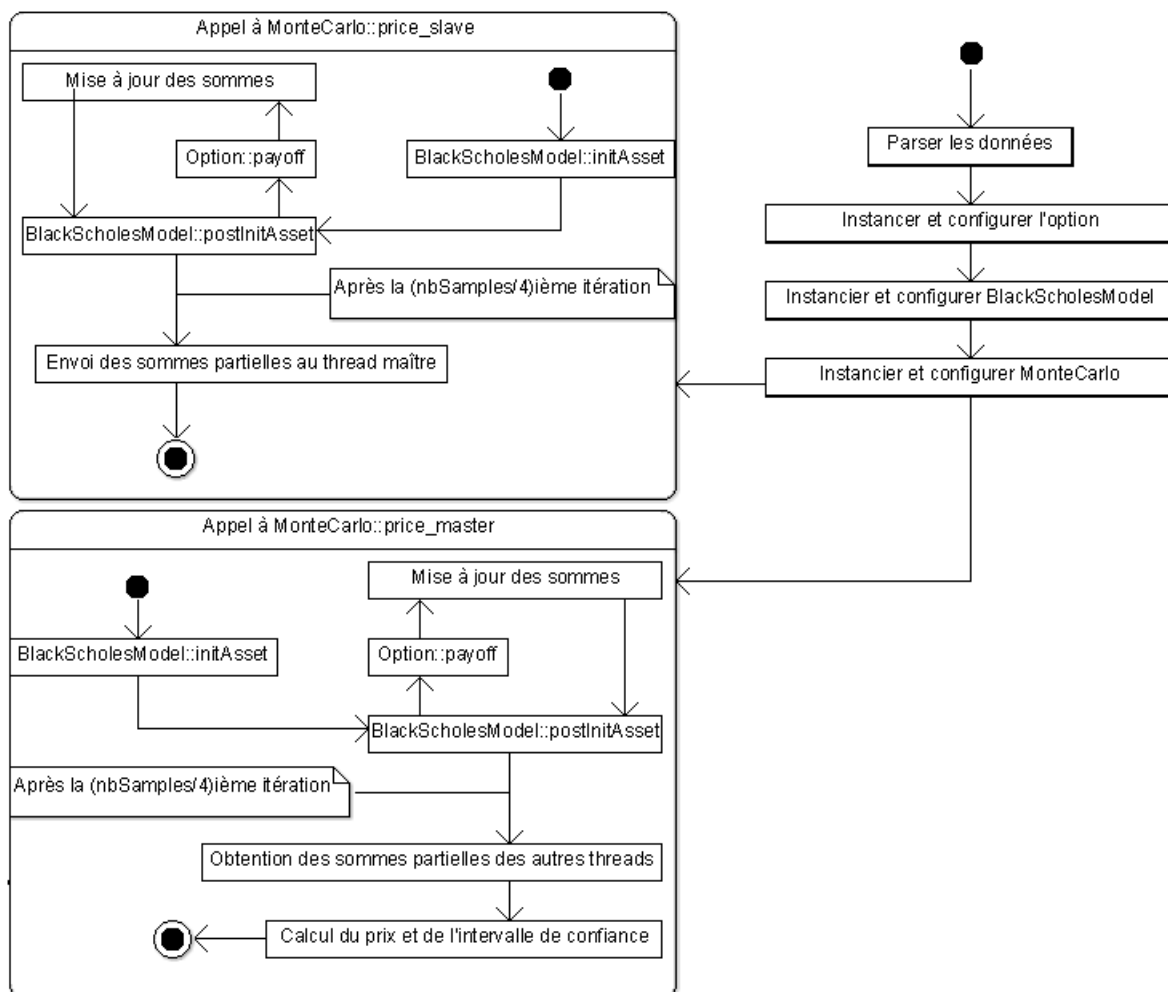 Appel à MonteCarlo::price_slave
Mise à jour des sommes
Option::payoff
BlackScholesModel::initAsset
BlackScholesModel::postInitAsset
Après la (nbSamples/4)ième itération
Envoi des sommes partielles au thread maître
Parser les données
Instancer et configurer l'option
Instancier et configurer BlackScholesModel
Instancier et configurer MonteCarlo
Appel à MonteCarlo::price_master
Mise à jour des sommes
BlackScholesModel::initAsset
Option::payoff
BlackScholesModel::postInitAsset
Après la (nbSamples/4)ième itération
Obtention des sommes partielles des autres threads
Calcul du prix et de l'intervalle de confiance